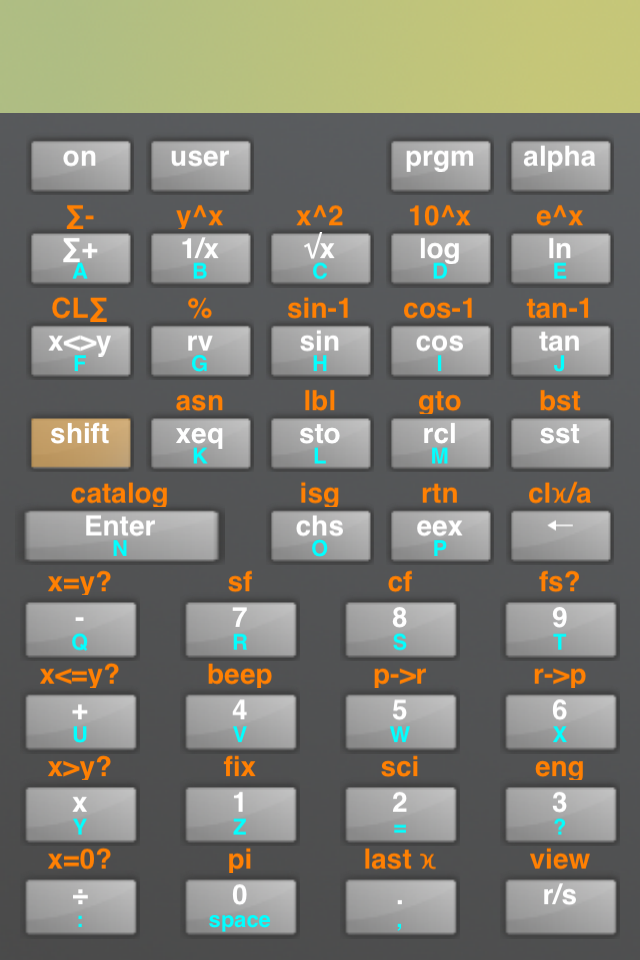 on user prgm alpha
∑- y^x x^2 10^x e^x
∑+ 1/x √x log ln
A B C D E
CL∑ % sin-1 cos-1 tan-1
x<>y rv sin cos tan
F G H I J
asn lbl gto bst
shift xeq sto rcl sst
K L M
catalog isg rtn clx/a
Enter chs eex ←
N O P
x=y? sf cf fs?
- 7 8 9
Q R S T
x<=y? beep p->r r->p
+ 4 5 6
U V W X
x>y? fix sci eng
x 1 2 3
Y Z = ?
x=0? pi last x view
÷ 0 . r/s
: space ,